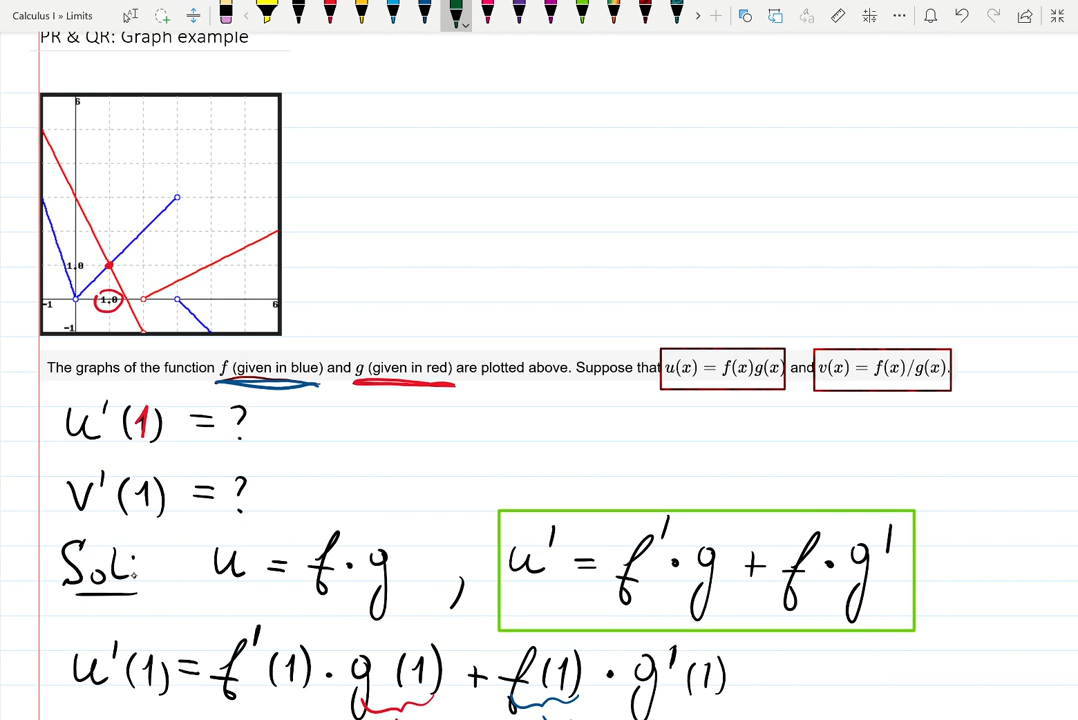 Calculus I » Limits
PR & QR: Graph example
6
1.0
-1 1.0 6
-1
The graphs of the function f (given in blue) and g (given in red) are plotted above. Suppose that u(x) = f(x)g(x) and v(x) = f(x)/g(x).
u'(1) = ?
v'(1) = ?
Sol: u = f · g , u' = f' · g + f · g'
u'(1) = f'(1) · g(1) + f(1) · g'(1)